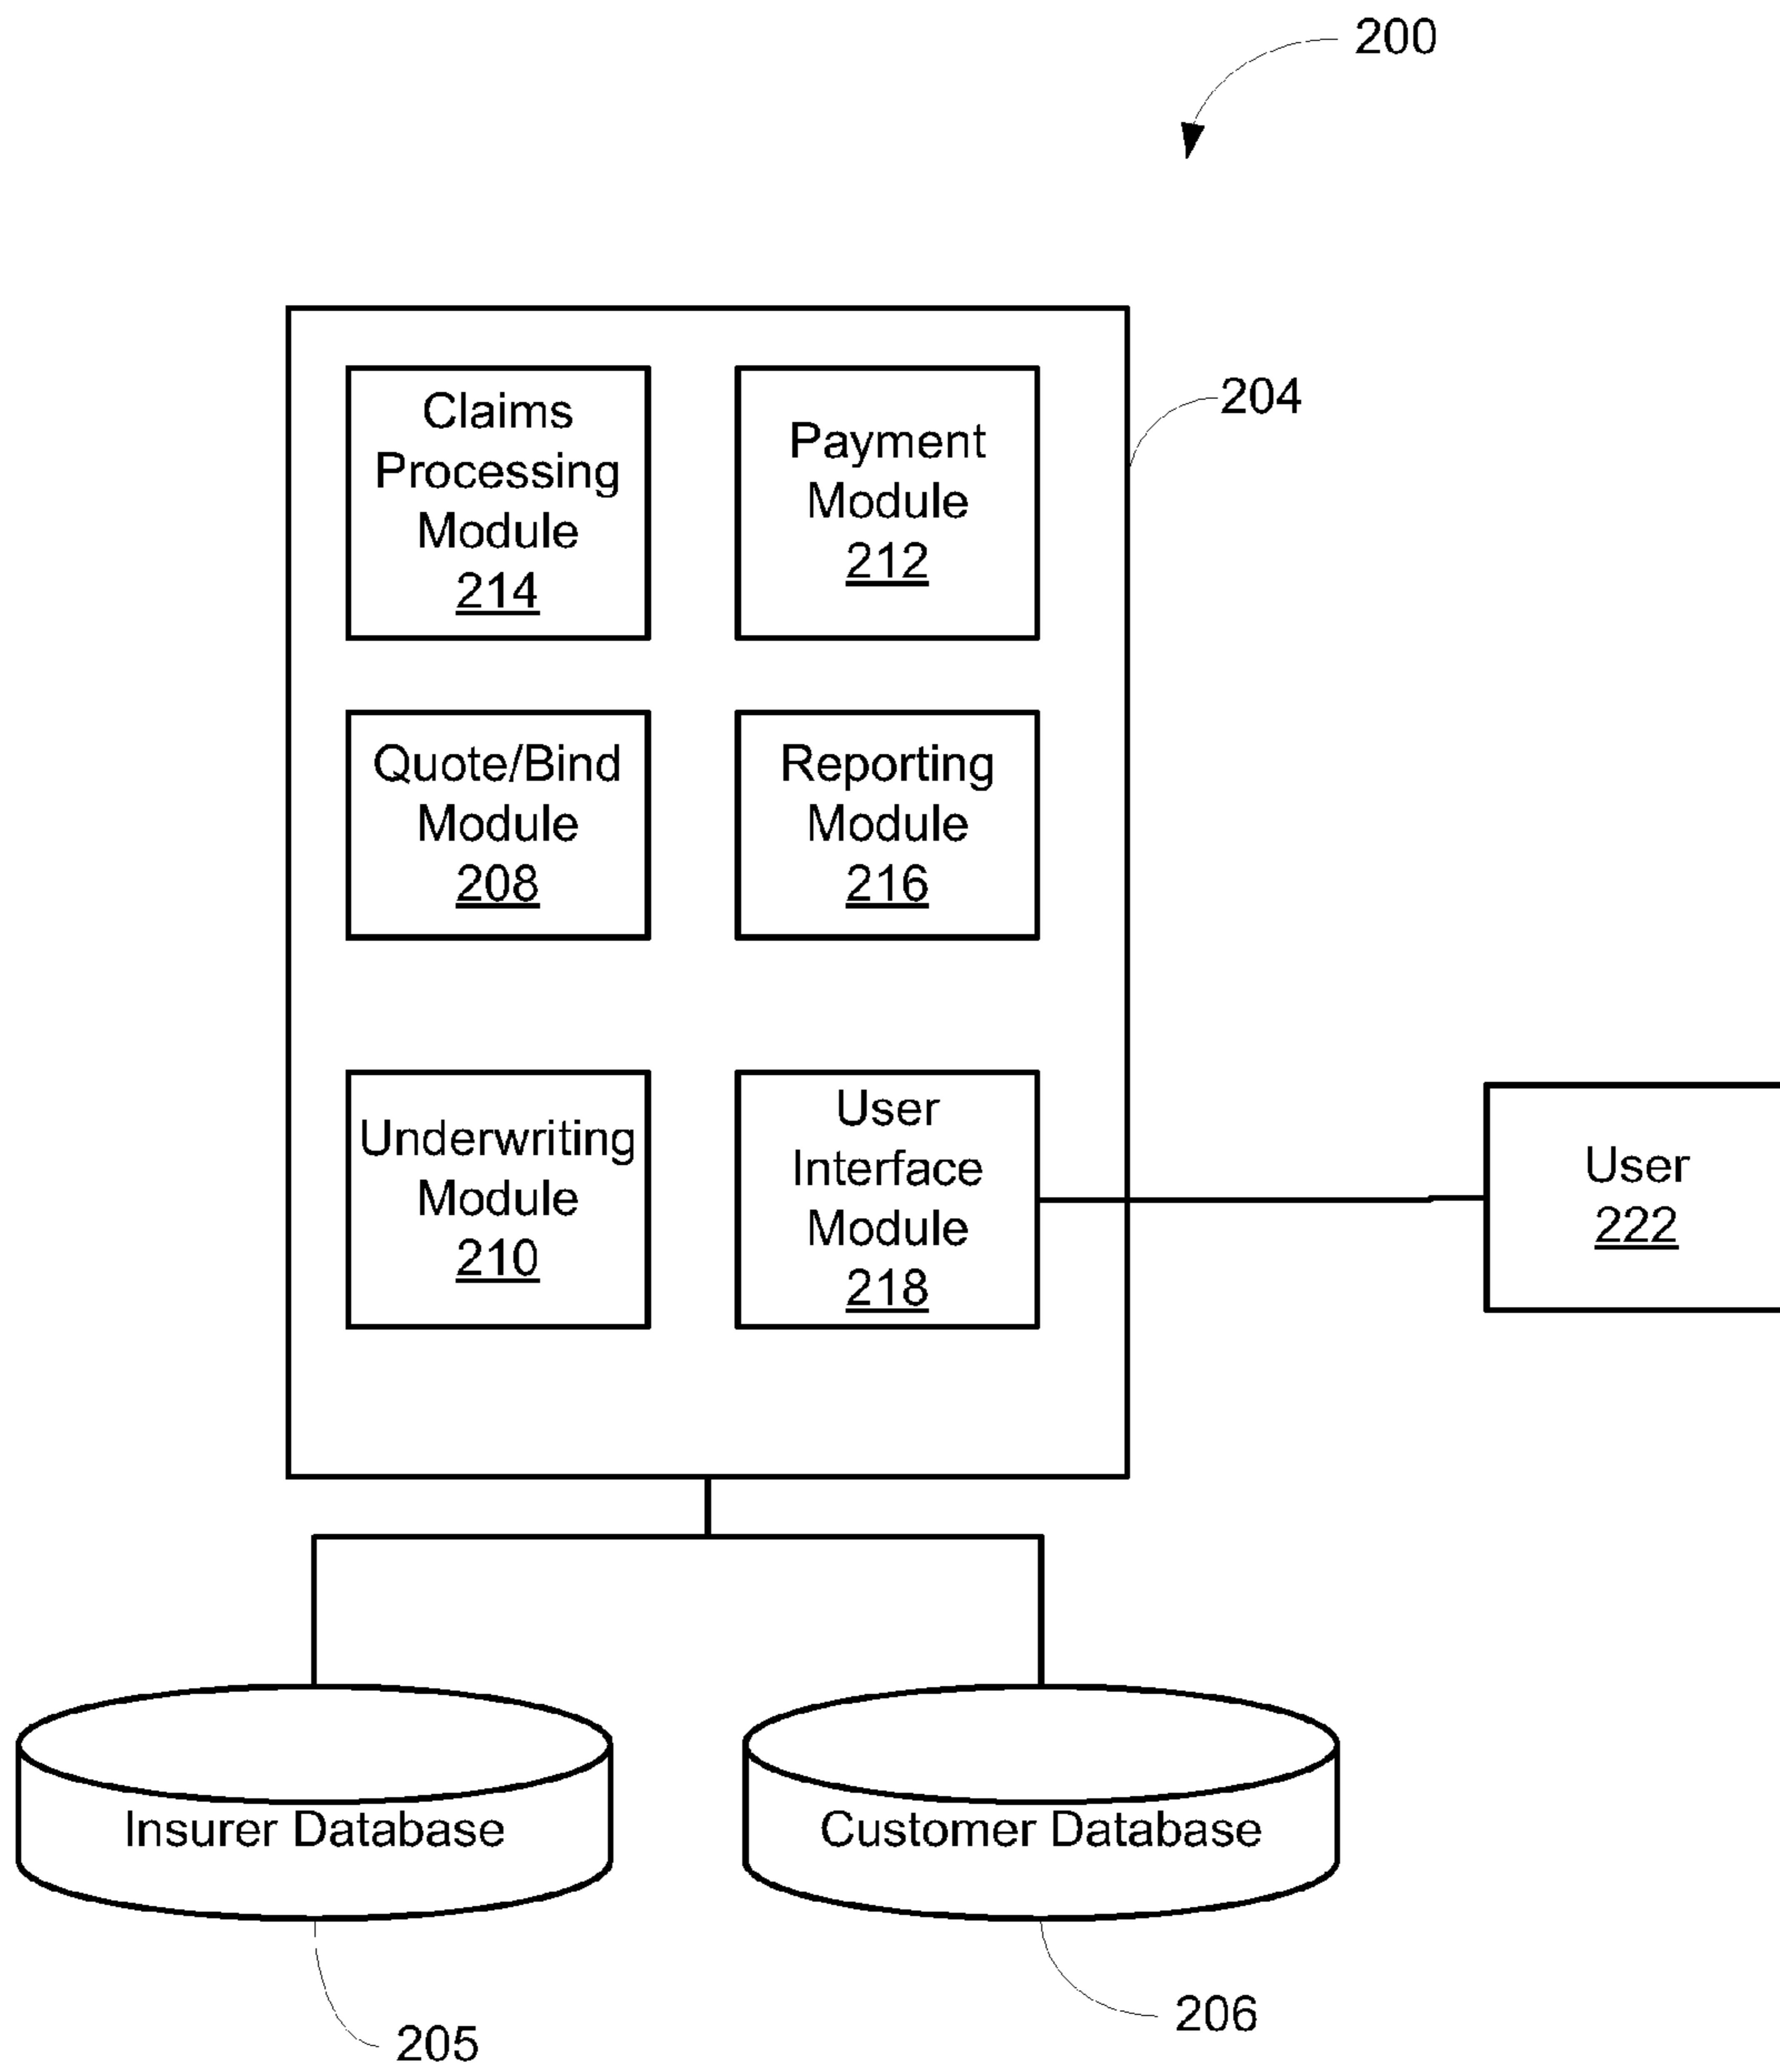 200
204
Claims
Processing
Module
214
Payment
Module
212
Quote/Bind
Module
208
Reporting
Module
216
Underwriting
Module
210
User
Interface
Module
218
User
222
Insurer Database
Customer Database
205
206